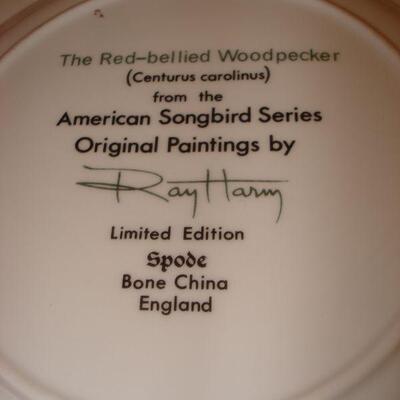 The Red-bellied Woodpecker
(Centurus carolinus)
from the
American Songbird Series
Original Paintings by
Ray Harm
Limited Edition
Spode
Bone China
England